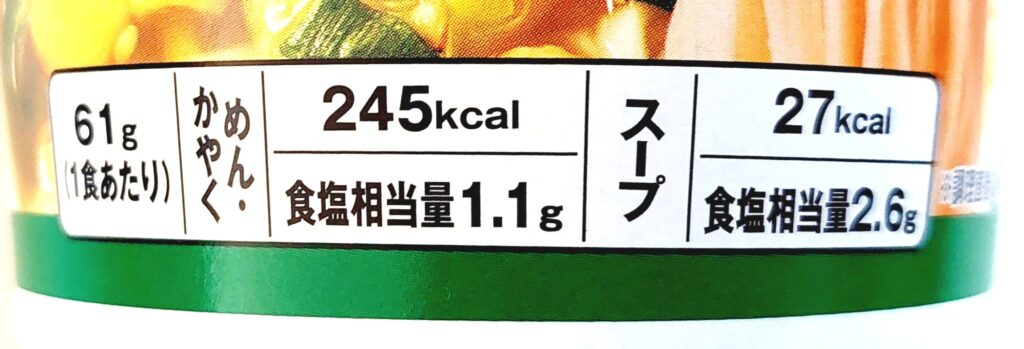 61g
(1食あたり)
めん・
かやく
245kcal
食塩相当量1.1g
スープ
27kcal
食塩相当量2.6g